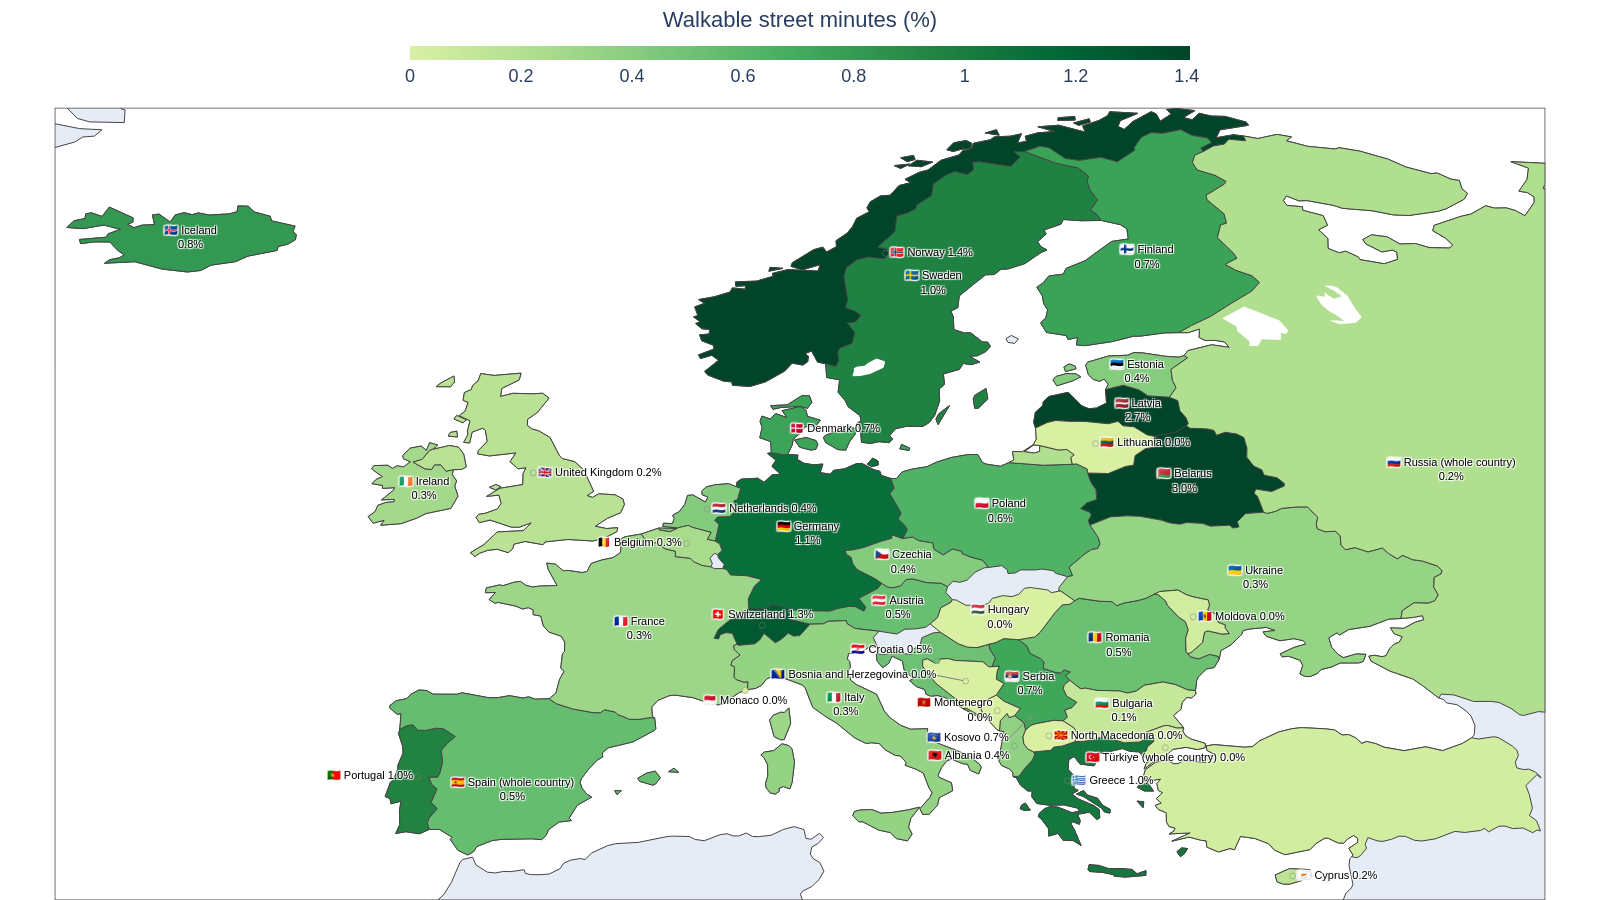 Walkable street minutes (%)
0 0.2 0.4 0.6 0.8 1 1.2 1.4
Iceland
0.8%
Norway 1.4%
Finland
0.7%
Sweden
1.0%
Estonia
0.4%
Latvia
2.7%
Denmark 0.7%
Lithuania 0.0%
Russia (whole country)
0.2%
United Kingdom 0.2%
Belarus
3.0%
Ireland
0.3%
Netherlands 0.4%
Poland
0.6%
Germany
1.1%
Belgium 0.3%
Czechia
0.4%
Ukraine
0.3%
Austria
0.5%
Hungary
0.0%
Switzerland 1.3%
Moldova 0.0%
France
0.3%
Romania
0.5%
Croatia 0.5%
Bosnia and Herzegovina 0.0%
Serbia
0.7%
Monaco 0.0%
Italy
0.3%
Montenegro
0.0%
Bulgaria
0.1%
Kosovo 0.7%
North Macedonia 0.0%
Albania 0.4%
Türkiye (whole country) 0.0%
Portugal 1.0%
Spain (whole country)
0.5%
Greece 1.0%
Cyprus 0.2%